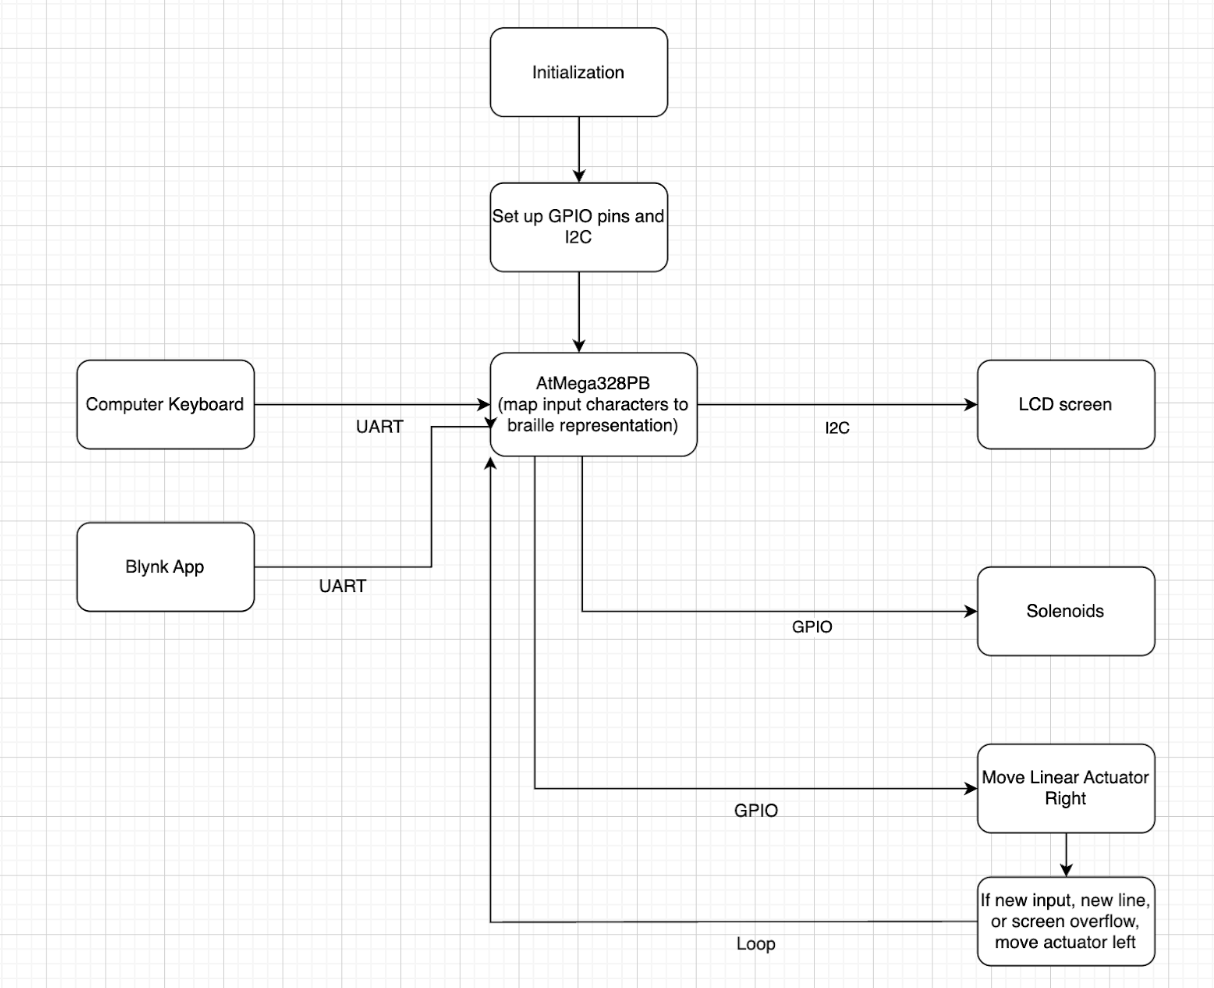 Initialization
Set up GPIO pins and
I2C
AtMega328PB
(map input characters to
braille representation)
Computer Keyboard
UART
LCD screen
I2C
Blynk App
UART
Solenoids
GPIO
Move Linear Actuator
Right
GPIO
If new input, new line,
or screen overflow,
move actuator left
Loop